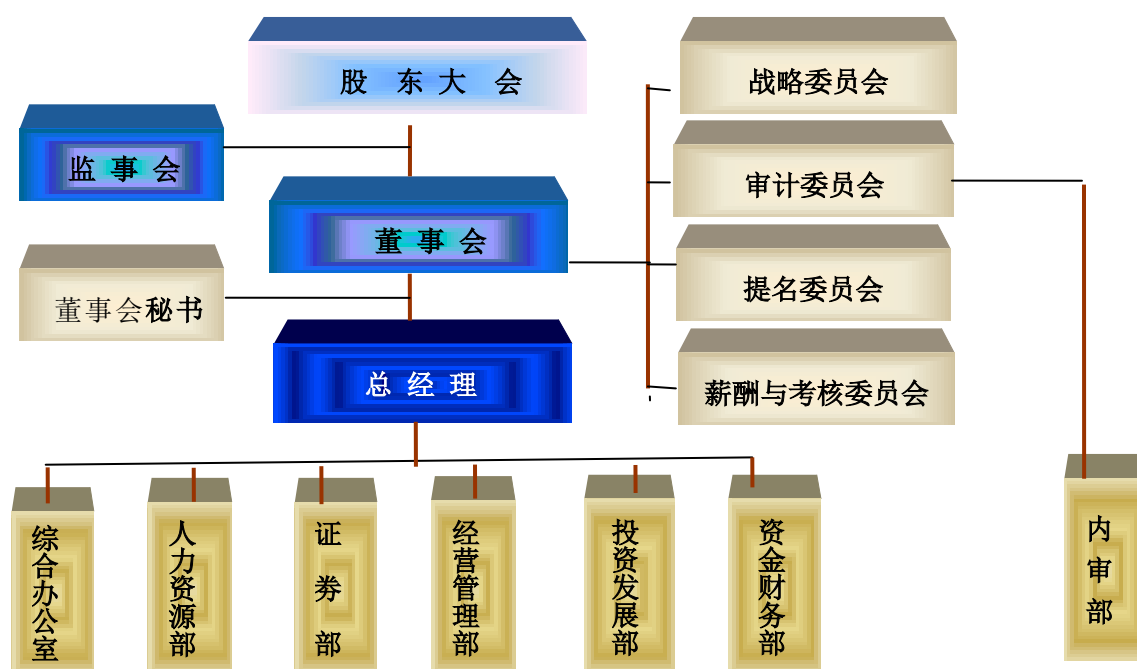 股东大会
战略委员会
监事会
审计委员会
董事会
提名委员会
董事会秘书
总经理
薪酬与考核委员会
综合办公室
人力资源部
证劵部
经营管理部
投资发展部
资金财务部
内审部